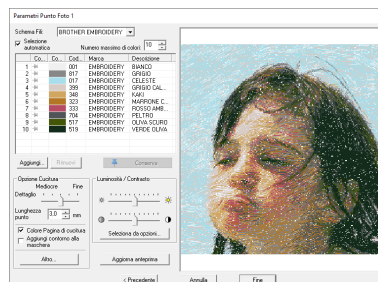 Parametri Punto Foto 1
Schema Fili: BROTHER EMBROIDERY
Selezione automatica
Numero massimo di colori: 10
Co... Co... Cod... Marca Descrizione
1 001 EMBROIDERY BIANCO
2 817 EMBROIDERY GRIGIO
3 017 EMBROIDERY CELESTE
4 399 EMBROIDERY GRIGIO CAL...
5 348 EMBROIDERY KAKI
6 323 EMBROIDERY MARRONE C...
7 333 EMBROIDERY ROSSO AMB...
8 704 EMBROIDERY PELTRO
9 517 EMBROIDERY OLIVA SCURO
10 519 EMBROIDERY VERDE OLIVA
Aggiungi... Rimuovi Conserva
Opzione Cucitura
Mediocre Fine
Dettaglio
Lunghezza punto 3,0 mm
Colore Pagina di cucitura
Aggiungi contorno alla maschera
Altro...
Luminosità / Contrasto
Seleziona da opzioni...
Aggiorna anteprima
< Precedente Annulla Fine